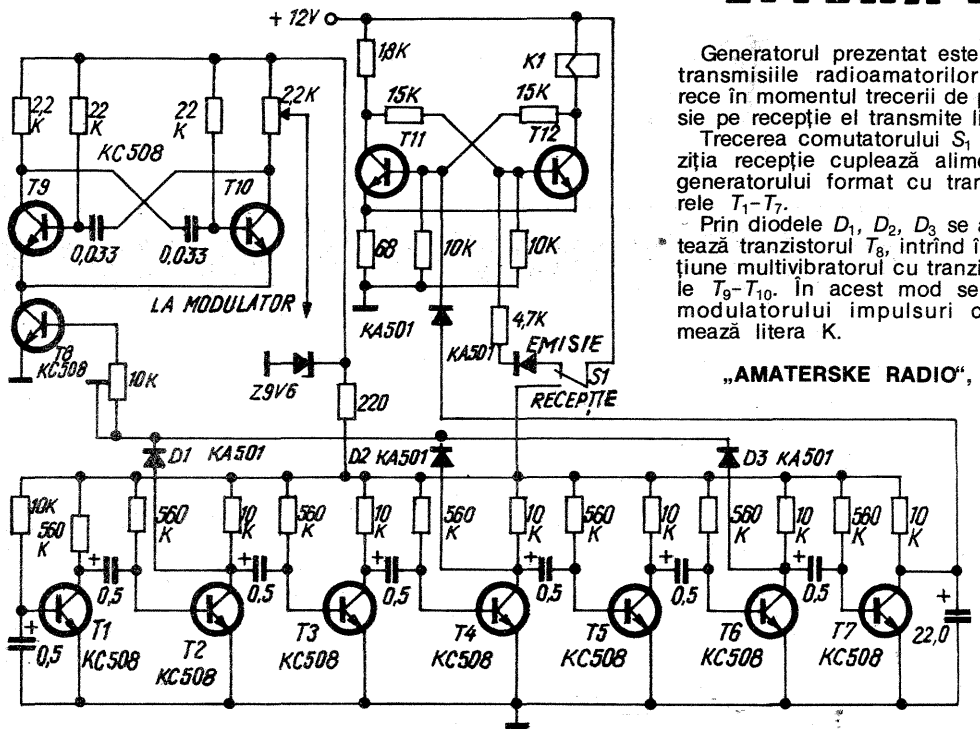 + 12V
1,8K
K1
15K
15K
T11
T12
68
10K
10K
KA501
KA501
4,7K
EMISIE
S1
RECEPȚIE
2,2
K
22
K
22
K
2,2K
KC508
T9
T10
0,033
0,033
LA MODULATOR
T8
KC508
10K
Z9V6
220
D1 KA501
D2 KA501
D3 KA501
10K
560
K
560
K
10
K
560
K
10
K
560
K
10
K
560
K
10
K
560
K
10
K
560
K
10
K
+
0,5
+
0,5
+
0,5
+
0,5
+
0,5
+
0,5
+
0,5
+
22,0
T1
KC508
T2
KC508
T3
KC508
T4
KC508
T5
KC508
T6
KC508
T7
KC508
Generatorul prezentat este
transmisiile radioamatorilor
rece în momentul trecerii de p
sie pe recepție el transmite li
Trecerea comutatorului S1
ziția recepție cuplează alime
generatorului format cu tran
rele T1-T7.
Prin diodele D1, D2, D3 se a
tează tranzistorul T8, intrînd î
țiune multivibratorul cu tranzi
le T9-T10. În acest mod se
modulatorului impulsuri c
mează litera K.
„AMATERSKE RADIO",